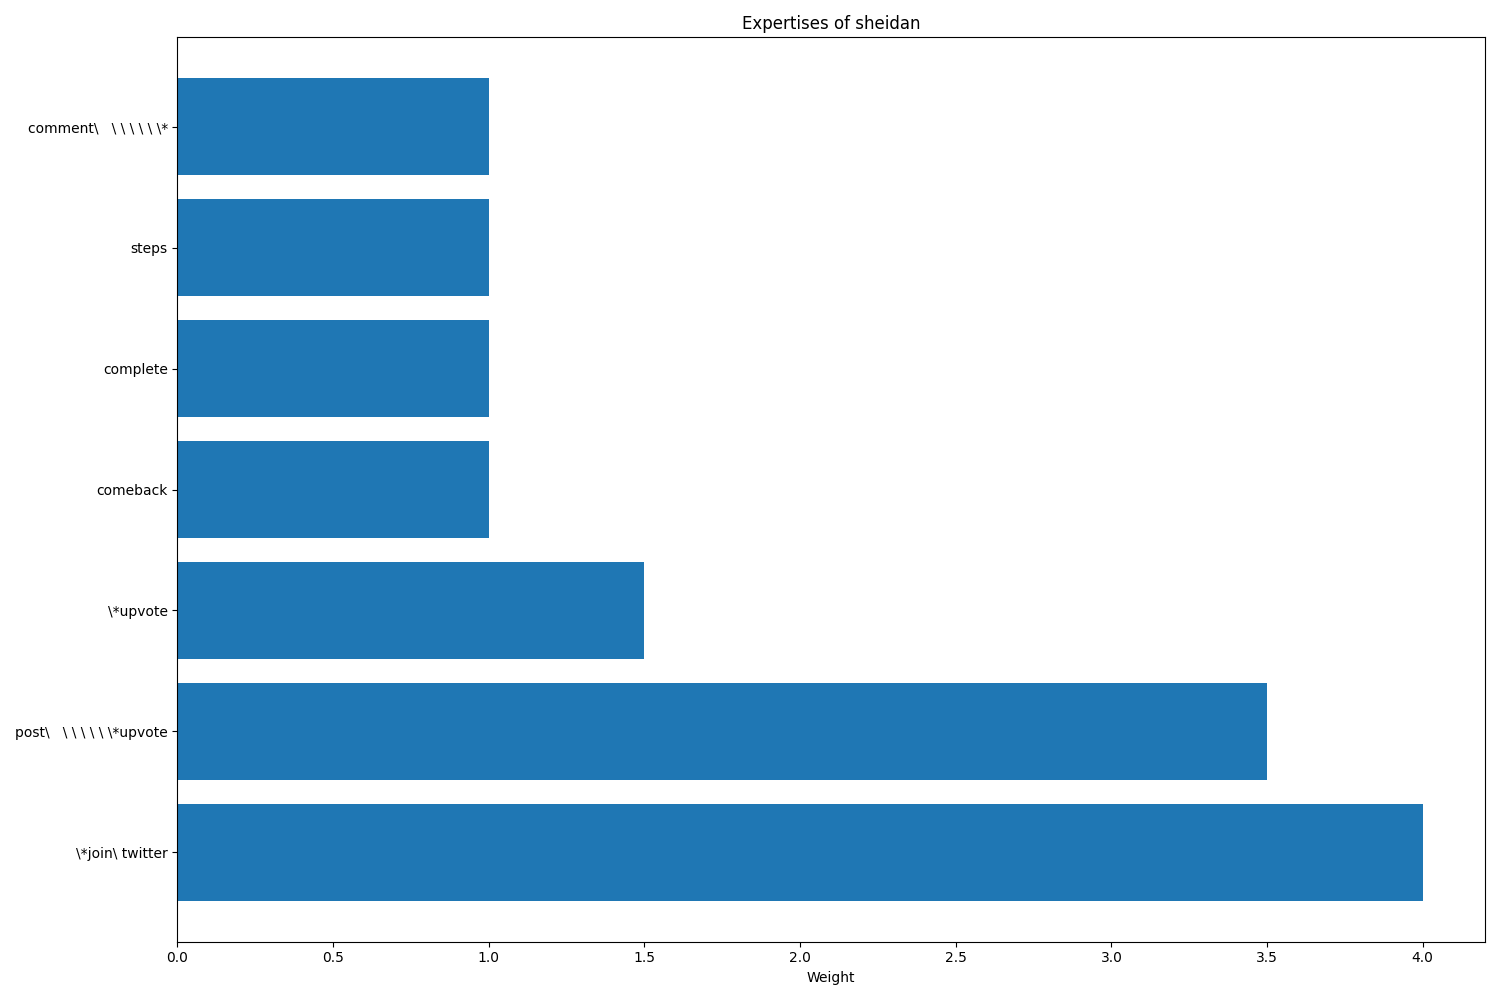 Expertises of sheidan
comment\   \ \ \ \ \ \*
steps
complete
comeback
\*upvote
post\   \ \ \ \ \ \*upvote
\*join\ twitter
0.0 0.5 1.0 1.5 2.0 2.5 3.0 3.5 4.0
Weight